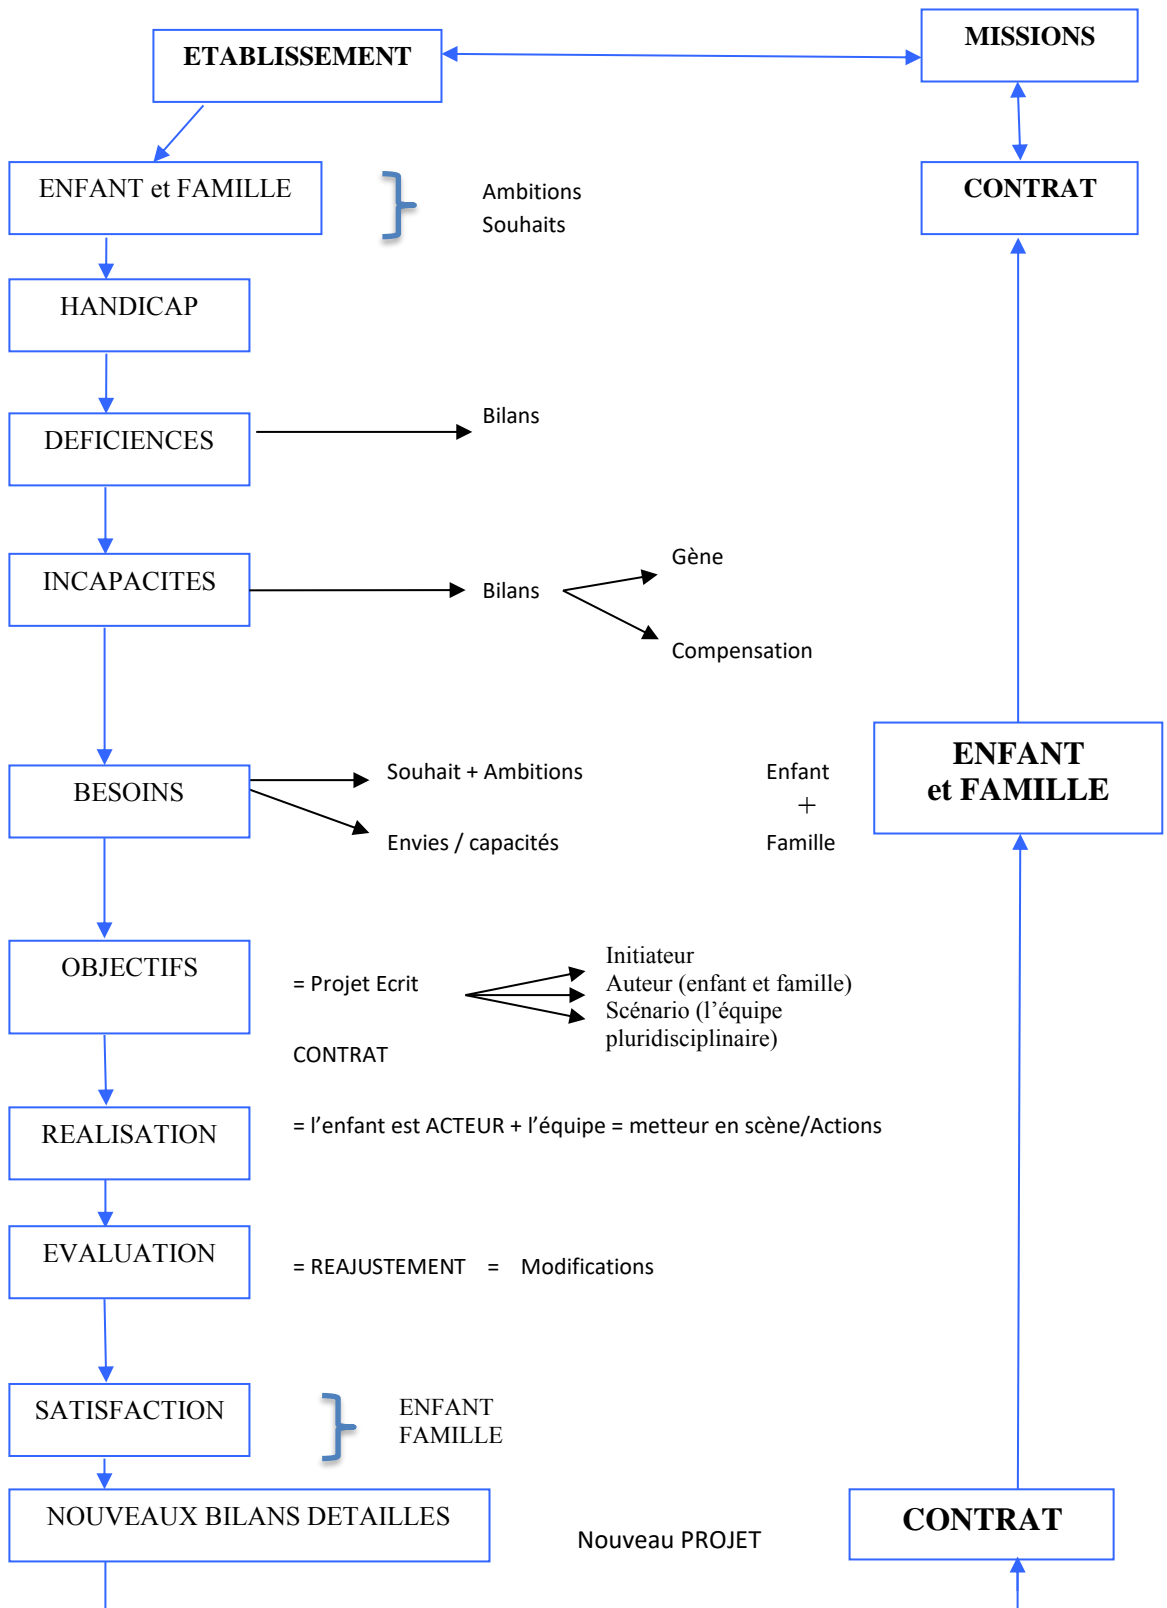 ETABLISSEMENT
MISSIONS
ENFANT et FAMILLE
Ambitions
Souhaits
CONTRAT
HANDICAP
DEFICIENCES
Bilans
INCAPACITES
Bilans
Gène
Compensation
BESOINS
Souhait + Ambitions
Envies / capacités
Enfant
+
Famille
ENFANT
et FAMILLE
OBJECTIFS
= Projet Ecrit
CONTRAT
Initiateur
Auteur (enfant et famille)
Scénario (l’équipe
pluridisciplinaire)
REALISATION
= l’enfant est ACTEUR + l’équipe = metteur en scène/Actions
EVALUATION
= REAJUSTEMENT = Modifications
SATISFACTION
ENFANT
FAMILLE
NOUVEAUX BILANS DETAILLES
Nouveau PROJET
CONTRAT